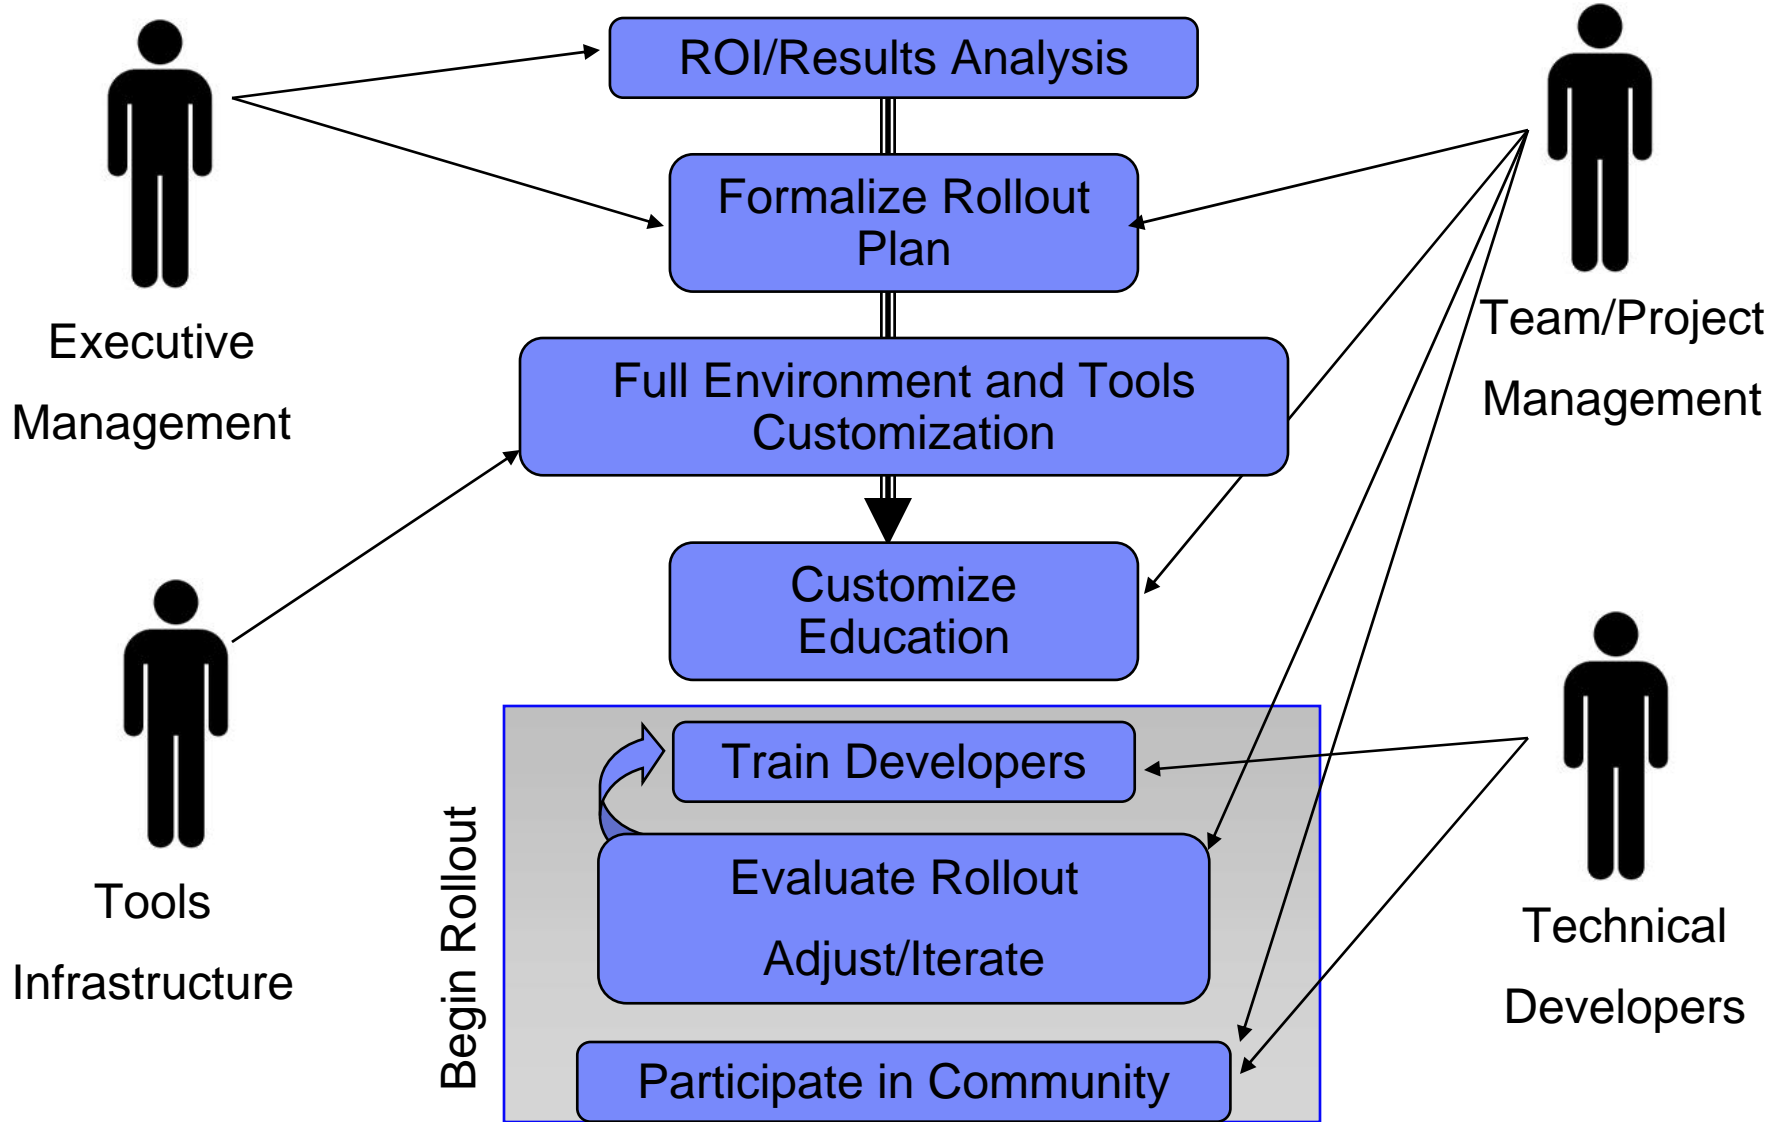 ROI/Results Analysis
Formalize Rollout
Plan
Executive
Management
Team/Project
Management
Full Environment and Tools
Customization
Customize
Education
Tools
Infrastructure
Begin Rollout
Train Developers
Evaluate Rollout
Adjust/Iterate
Participate in Community
Technical
Developers